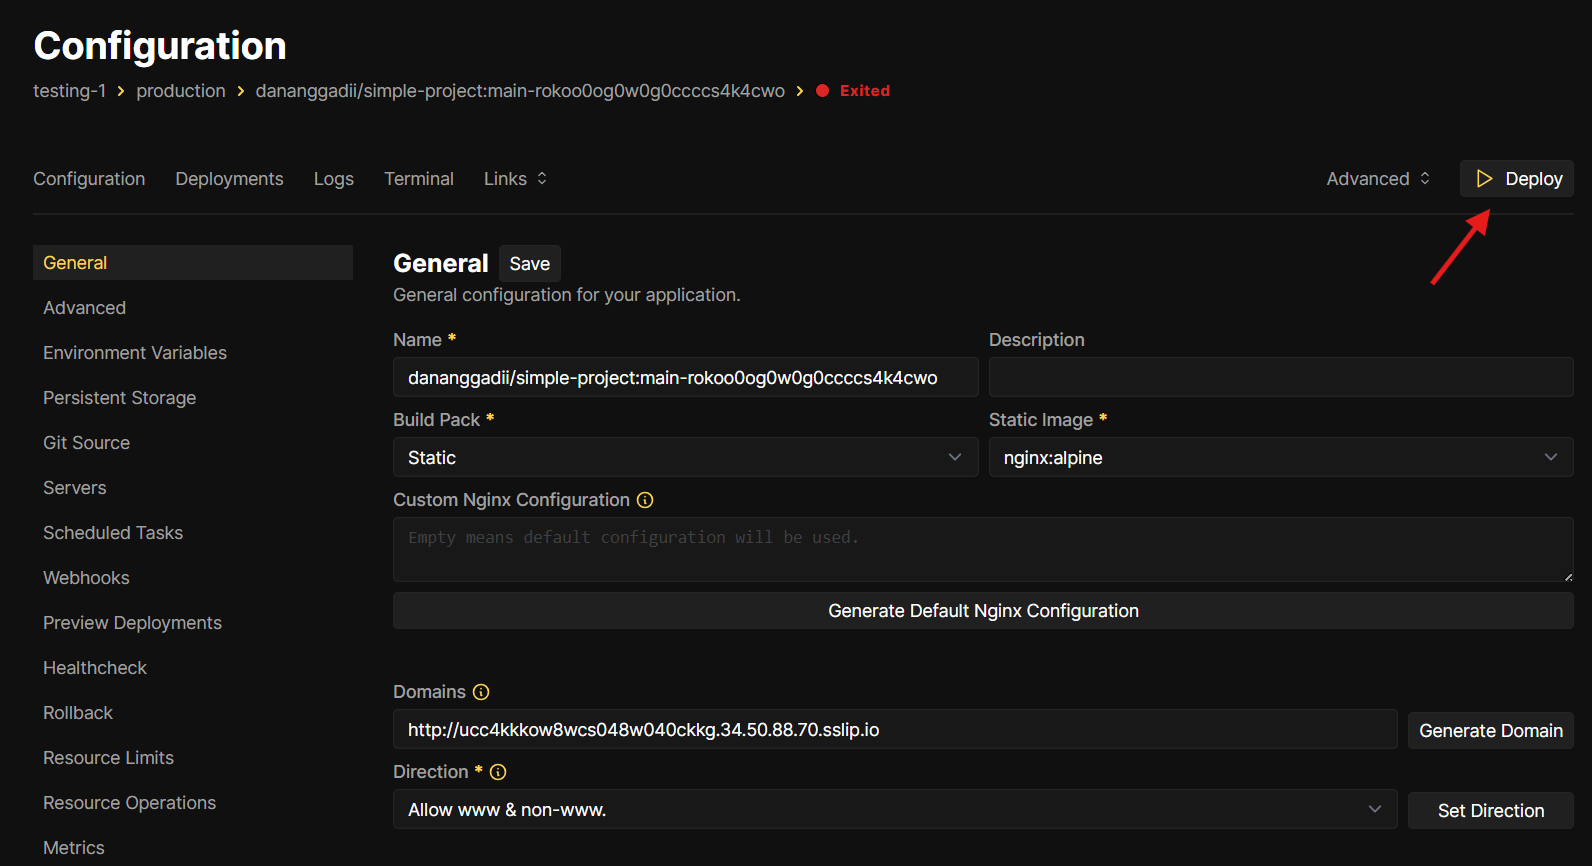 Configuration
testing-1 > production > dananggadii/simple-project:main-rokoo0og0w0g0ccccs4k4cwo > Exited
Configuration Deployments Logs Terminal Links Advanced Deploy
General
Advanced
Environment Variables
Persistent Storage
Git Source
Servers
Scheduled Tasks
Webhooks
Preview Deployments
Healthcheck
Rollback
Resource Limits
Resource Operations
Metrics
General Save
General configuration for your application.
Name * Description
dananggadii/simple-project:main-rokoo0og0w0g0ccccs4k4cwo
Build Pack * Static Image *
Static nginx:alpine
Custom Nginx Configuration
Empty means default configuration will be used.
Generate Default Nginx Configuration
Domains
http://ucc4kkkow8wcs048w040ckkg.34.50.88.70.sslip.io Generate Domain
Direction *
Allow www & non-www. Set Direction